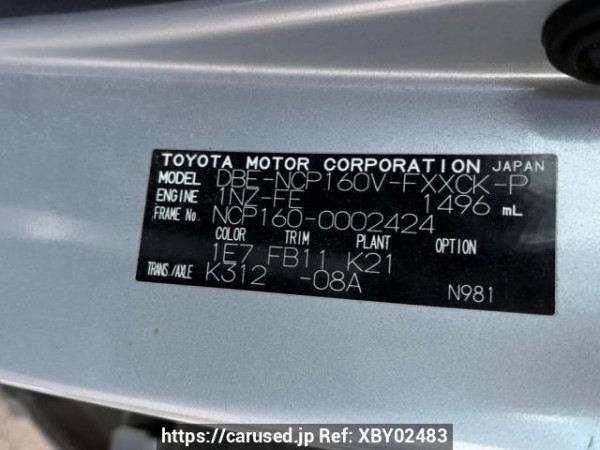 TOYOTA MOTOR CORPORATION JAPAN
MODEL DBE-NCP160V-FXXCK-P
ENGINE 1NZ-FE 1496 mL
FRAME No. NCP160-0002424
COLOR TRIM PLANT OPTION
1E7 FB11 K21
TRANS./AXLE K312 -08A
N981
https://carused.jp Ref: XBY02483